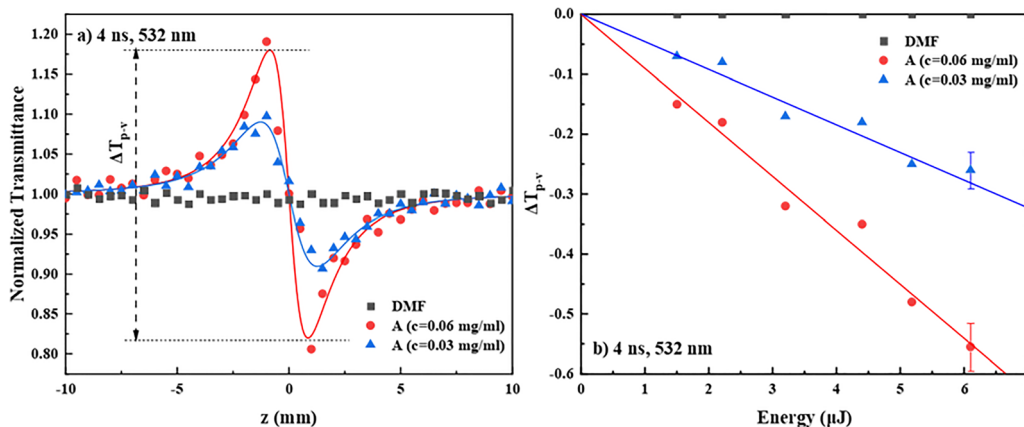 a) 4 ns, 532 nm
1.20
1.15
1.10
1.05
1.00
0.95
0.90
0.85
0.80
Normalized Transmittance
ΔTp-v
DMF
A (c=0.06 mg/ml)
A (c=0.03 mg/ml)
-10
-5
0
5
10
z (mm)
0.0
-0.1
-0.2
-0.3
-0.4
-0.5
-0.6
ΔTp-v
DMF
A (c=0.06 mg/ml)
A (c=0.03 mg/ml)
b) 4 ns, 532 nm
0
1
2
3
4
5
6
Energy (μJ)